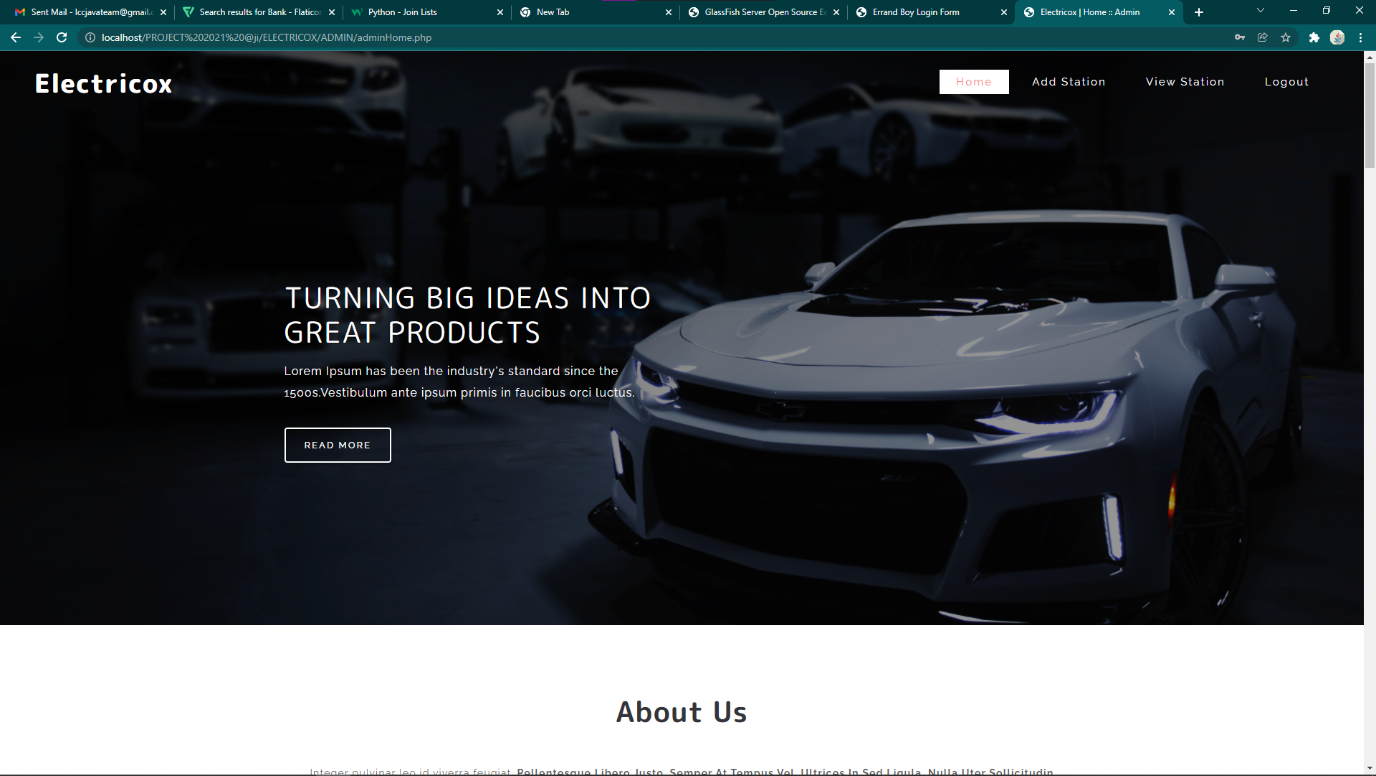 Sent Mail - lccjavateam@gmail.c
Search results for Bank - Flatico
Python - Join Lists
New Tab
GlassFish Server Open Source E
Errand Boy Login Form
Electricox | Home :: Admin
localhost/PROJECT%202021%20@ji/ELECTRICOX/ADMIN/adminHome.php
Electricox
Home
Add Station
View Station
Logout
TURNING BIG IDEAS INTO
GREAT PRODUCTS
Lorem Ipsum has been the industry's standard since the
1500s.Vestibulum ante ipsum primis in faucibus orci luctus.
READ MORE
About Us
Integer pulvinar leo id viverra feugiat. Pellentesque Libero Justo, Semper At Tempus Vel, Ultrices In Sed Ligula. Nulla Uter Sollicitudin